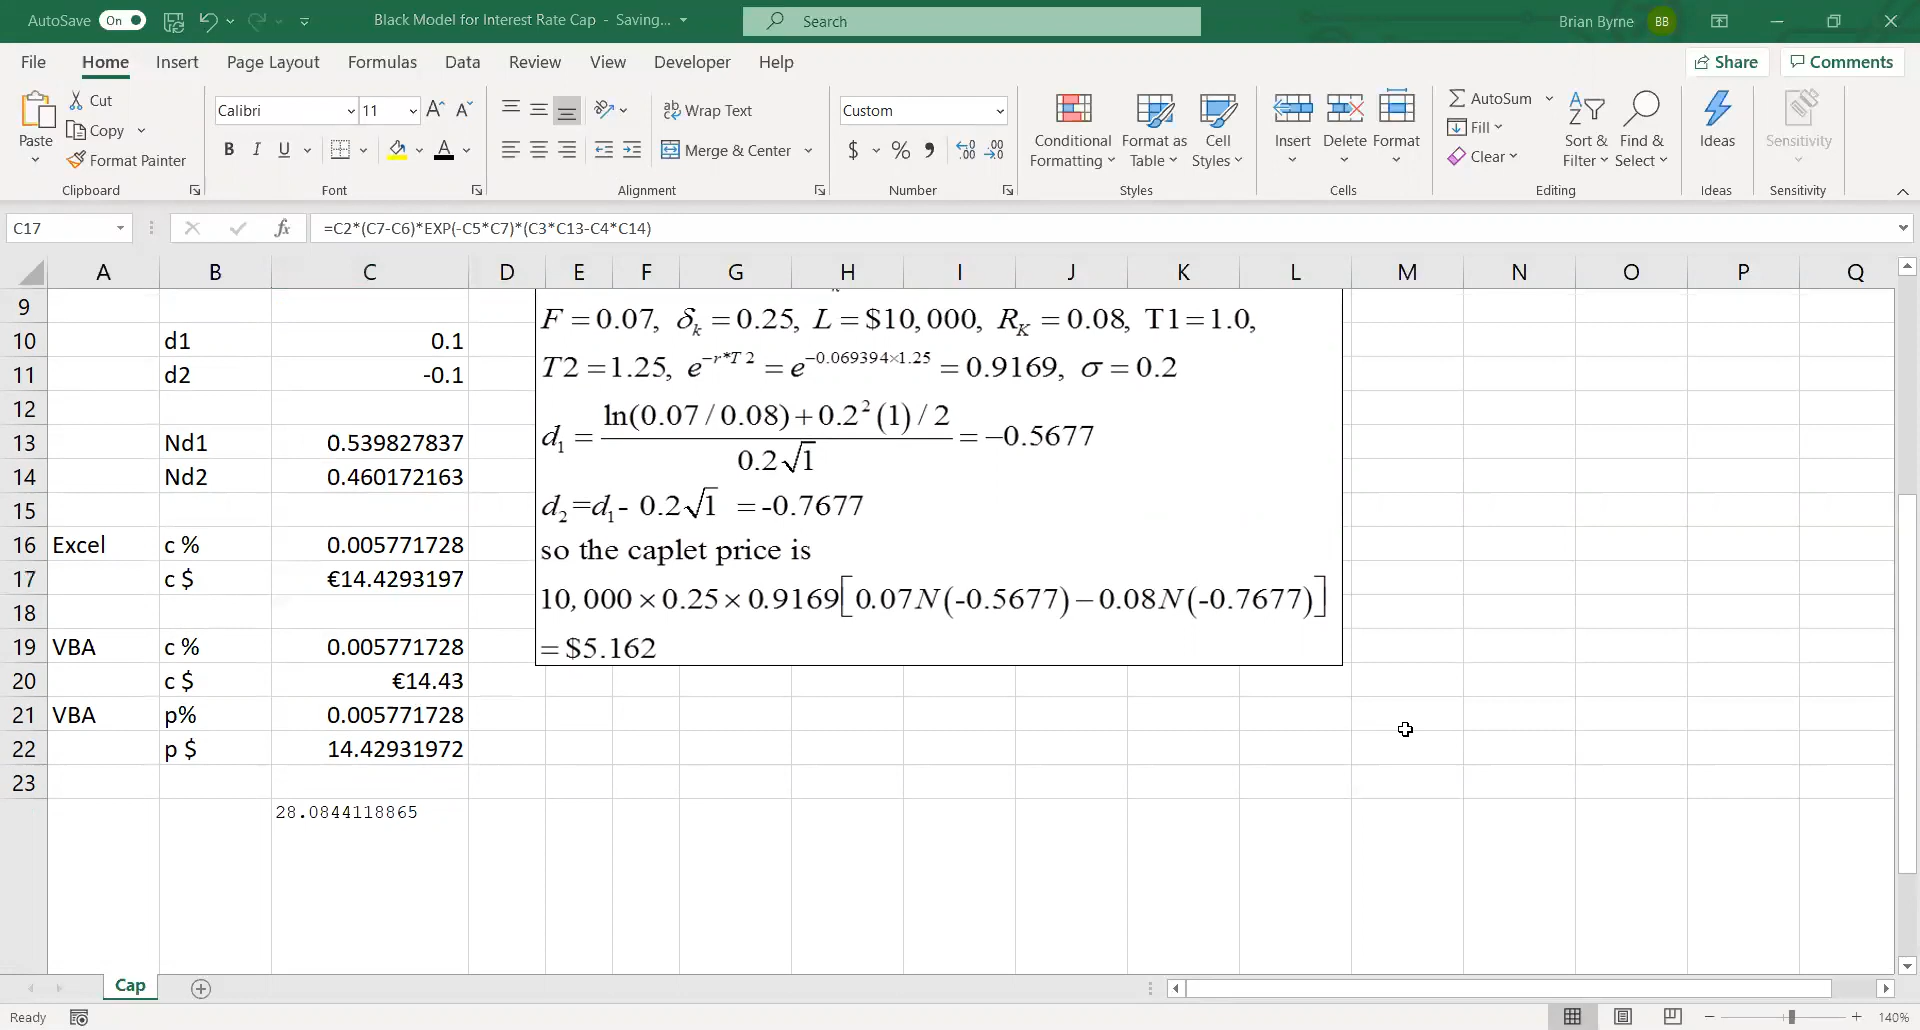 AutoSave On Black Model for Interest Rate Cap - Saving... Search Brian Byrne BB
File Home Insert Page Layout Formulas Data Review View Developer Help Share Comments
Paste Cut Copy Format Painter Clipboard
Calibri 11 B I U A Font
Wrap Text Merge & Center Alignment
Custom $ % , Number
Conditional Formatting Format as Table Cell Styles Styles
Insert Delete Format Cells
AutoSum Fill Clear Sort & Filter Find & Select Editing
Ideas Ideas
Sensitivity Sensitivity
C17 fx =C2*(C7-C6)*EXP(-C5*C7)*(C3*C13-C4*C14)
A B C D E F G H I J K L M N O P Q
9
10 d1 0.1
11 d2 -0.1
12
13 Nd1 0.539827837
14 Nd2 0.460172163
15
16 Excel c % 0.005771728
17 c $ €14.4293197
18
19 VBA c % 0.005771728
20 c $ €14.43
21 VBA p% 0.005771728
22 p $ 14.42931972
23
28.0844118865
F = 0.07, δk = 0.25, L = $10,000, RK = 0.08, T1=1.0,
T2 = 1.25, e^−r*T2 = e^−0.069394×1.25 = 0.9169, σ = 0.2
d1 = ln(0.07 / 0.08) + 0.2² (1) / 2 / 0.2√1 = −0.5677
d2=d1- 0.2√1 = -0.7677
so the caplet price is
10,000 × 0.25 × 0.9169[0.07N(-0.5677) − 0.08N(-0.7677)]
= $5.162
Cap
Ready 140%